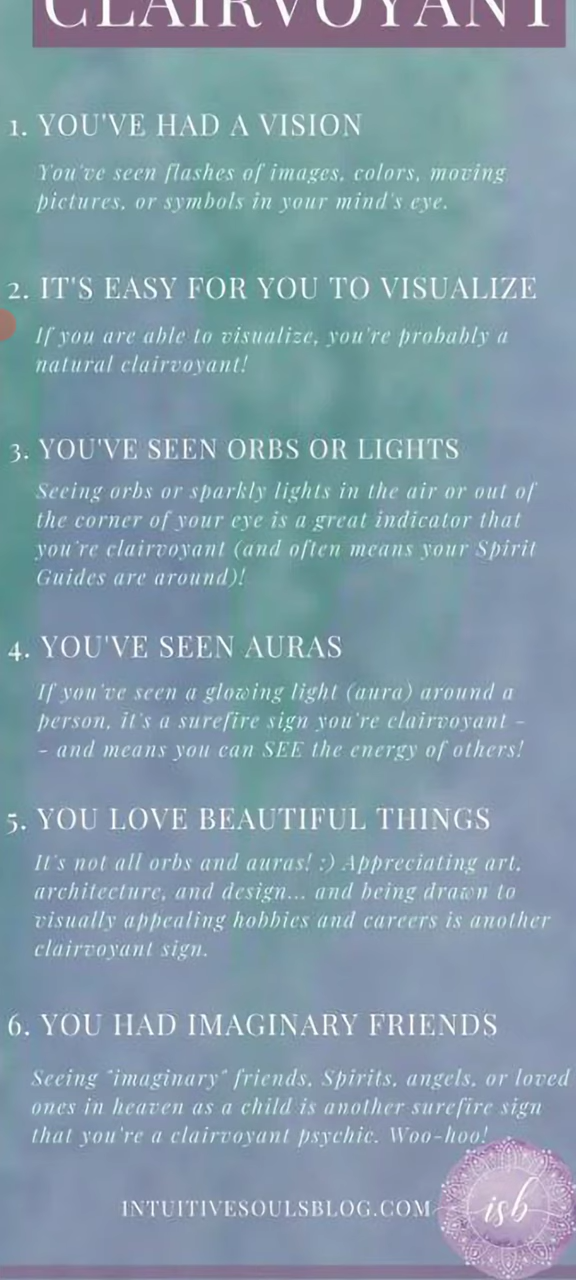 CLAIRVOYANT
1. YOU'VE HAD A VISION
You've seen flashes of images, colors, moving
pictures, or symbols in your mind's eye.
2. IT'S EASY FOR YOU TO VISUALIZE
If you are able to visualize, you're probably a
natural clairvoyant!
3. YOU'VE SEEN ORBS OR LIGHTS
Seeing orbs or sparkly lights in the air or out of
the corner of your eye is a great indicator that
you're clairvoyant (and often means your Spirit
Guides are around)!
4. YOU'VE SEEN AURAS
If you've seen a glowing light (aura) around a
person, it's a surefire sign you're clairvoyant -
- and means you can SEE the energy of others!
5. YOU LOVE BEAUTIFUL THINGS
It's not all orbs and auras! :) Appreciating art,
architecture, and design... and being drawn to
visually appealing hobbies and careers is another
clairvoyant sign.
6. YOU HAD IMAGINARY FRIENDS
Seeing "imaginary" friends, Spirits, angels, or loved
ones in heaven as a child is another surefire sign
that you're a clairvoyant psychic. Woo-hoo!
INTUITIVESOULSBLOG.COM
isb